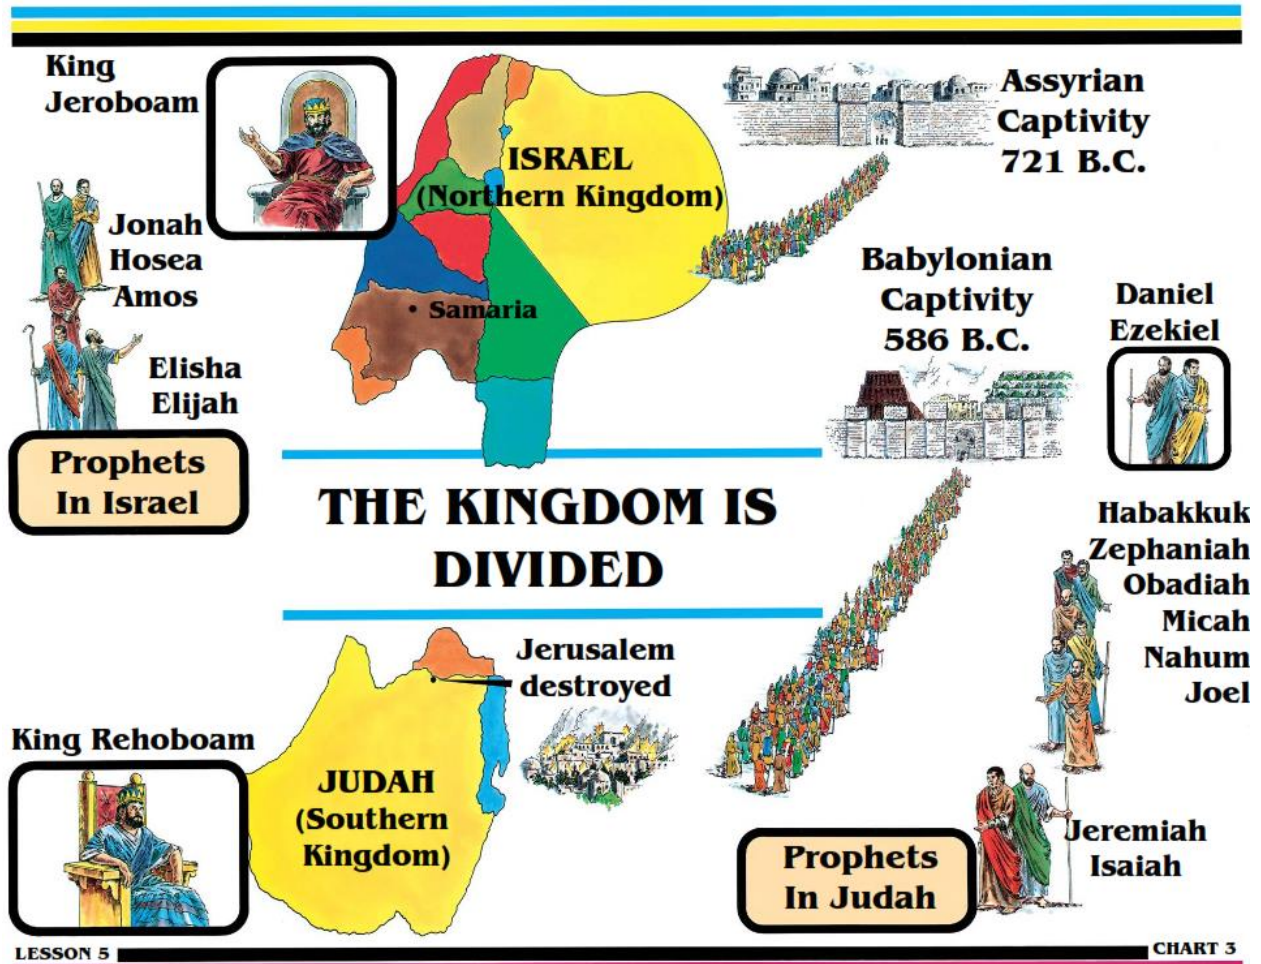 King
Jeroboam
Jonah
Hosea
Amos
Elisha
Elijah
Prophets
In Israel
ISRAEL
(Northern Kingdom)
• Samaria
Assyrian
Captivity
721 B.C.
Babylonian
Captivity
586 B.C.
Daniel
Ezekiel
THE KINGDOM IS
DIVIDED
Habakkuk
Zephaniah
Obadiah
Micah
Nahum
Joel
Jerusalem
destroyed
King Rehoboam
JUDAH
(Southern
Kingdom)
Prophets
In Judah
Jeremiah
Isaiah
LESSON 5
CHART 3